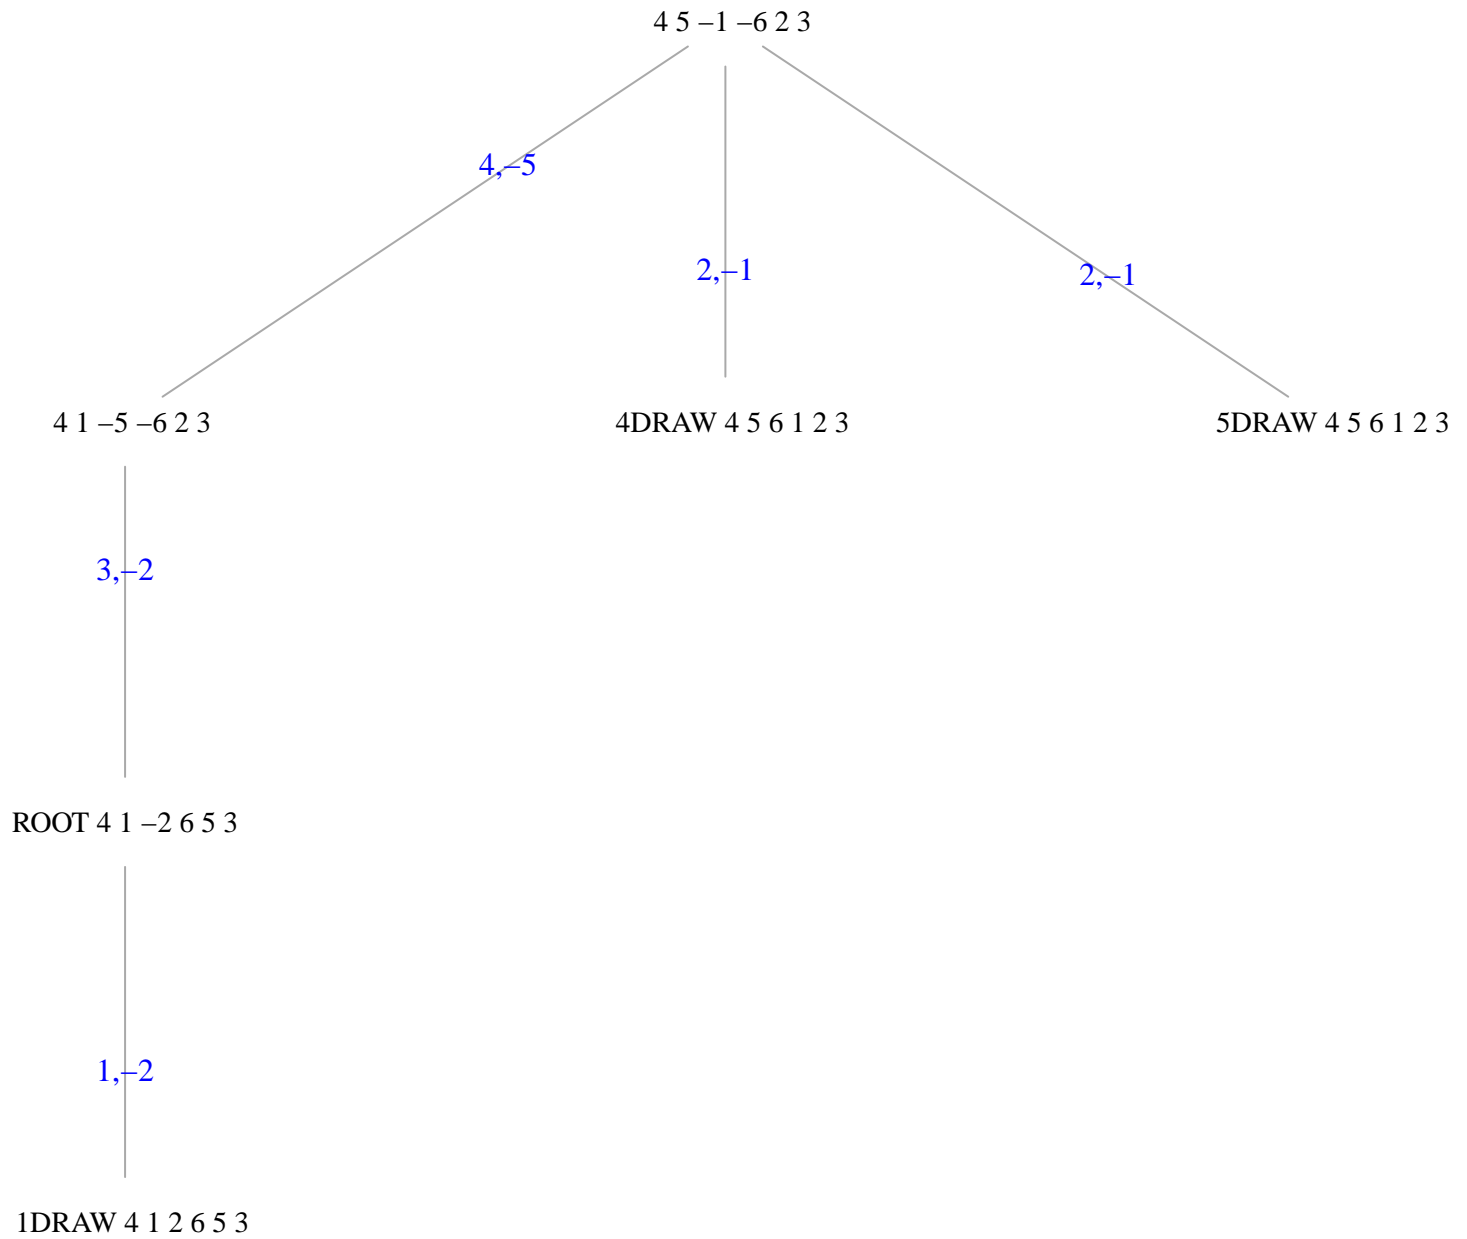 4 5 –1 –6 2 3
4,–5
2,–1
2,–1
4 1 –5 –6 2 3
4DRAW 4 5 6 1 2 3
5DRAW 4 5 6 1 2 3
3,–2
ROOT 4 1 –2 6 5 3
1,–2
1DRAW 4 1 2 6 5 3